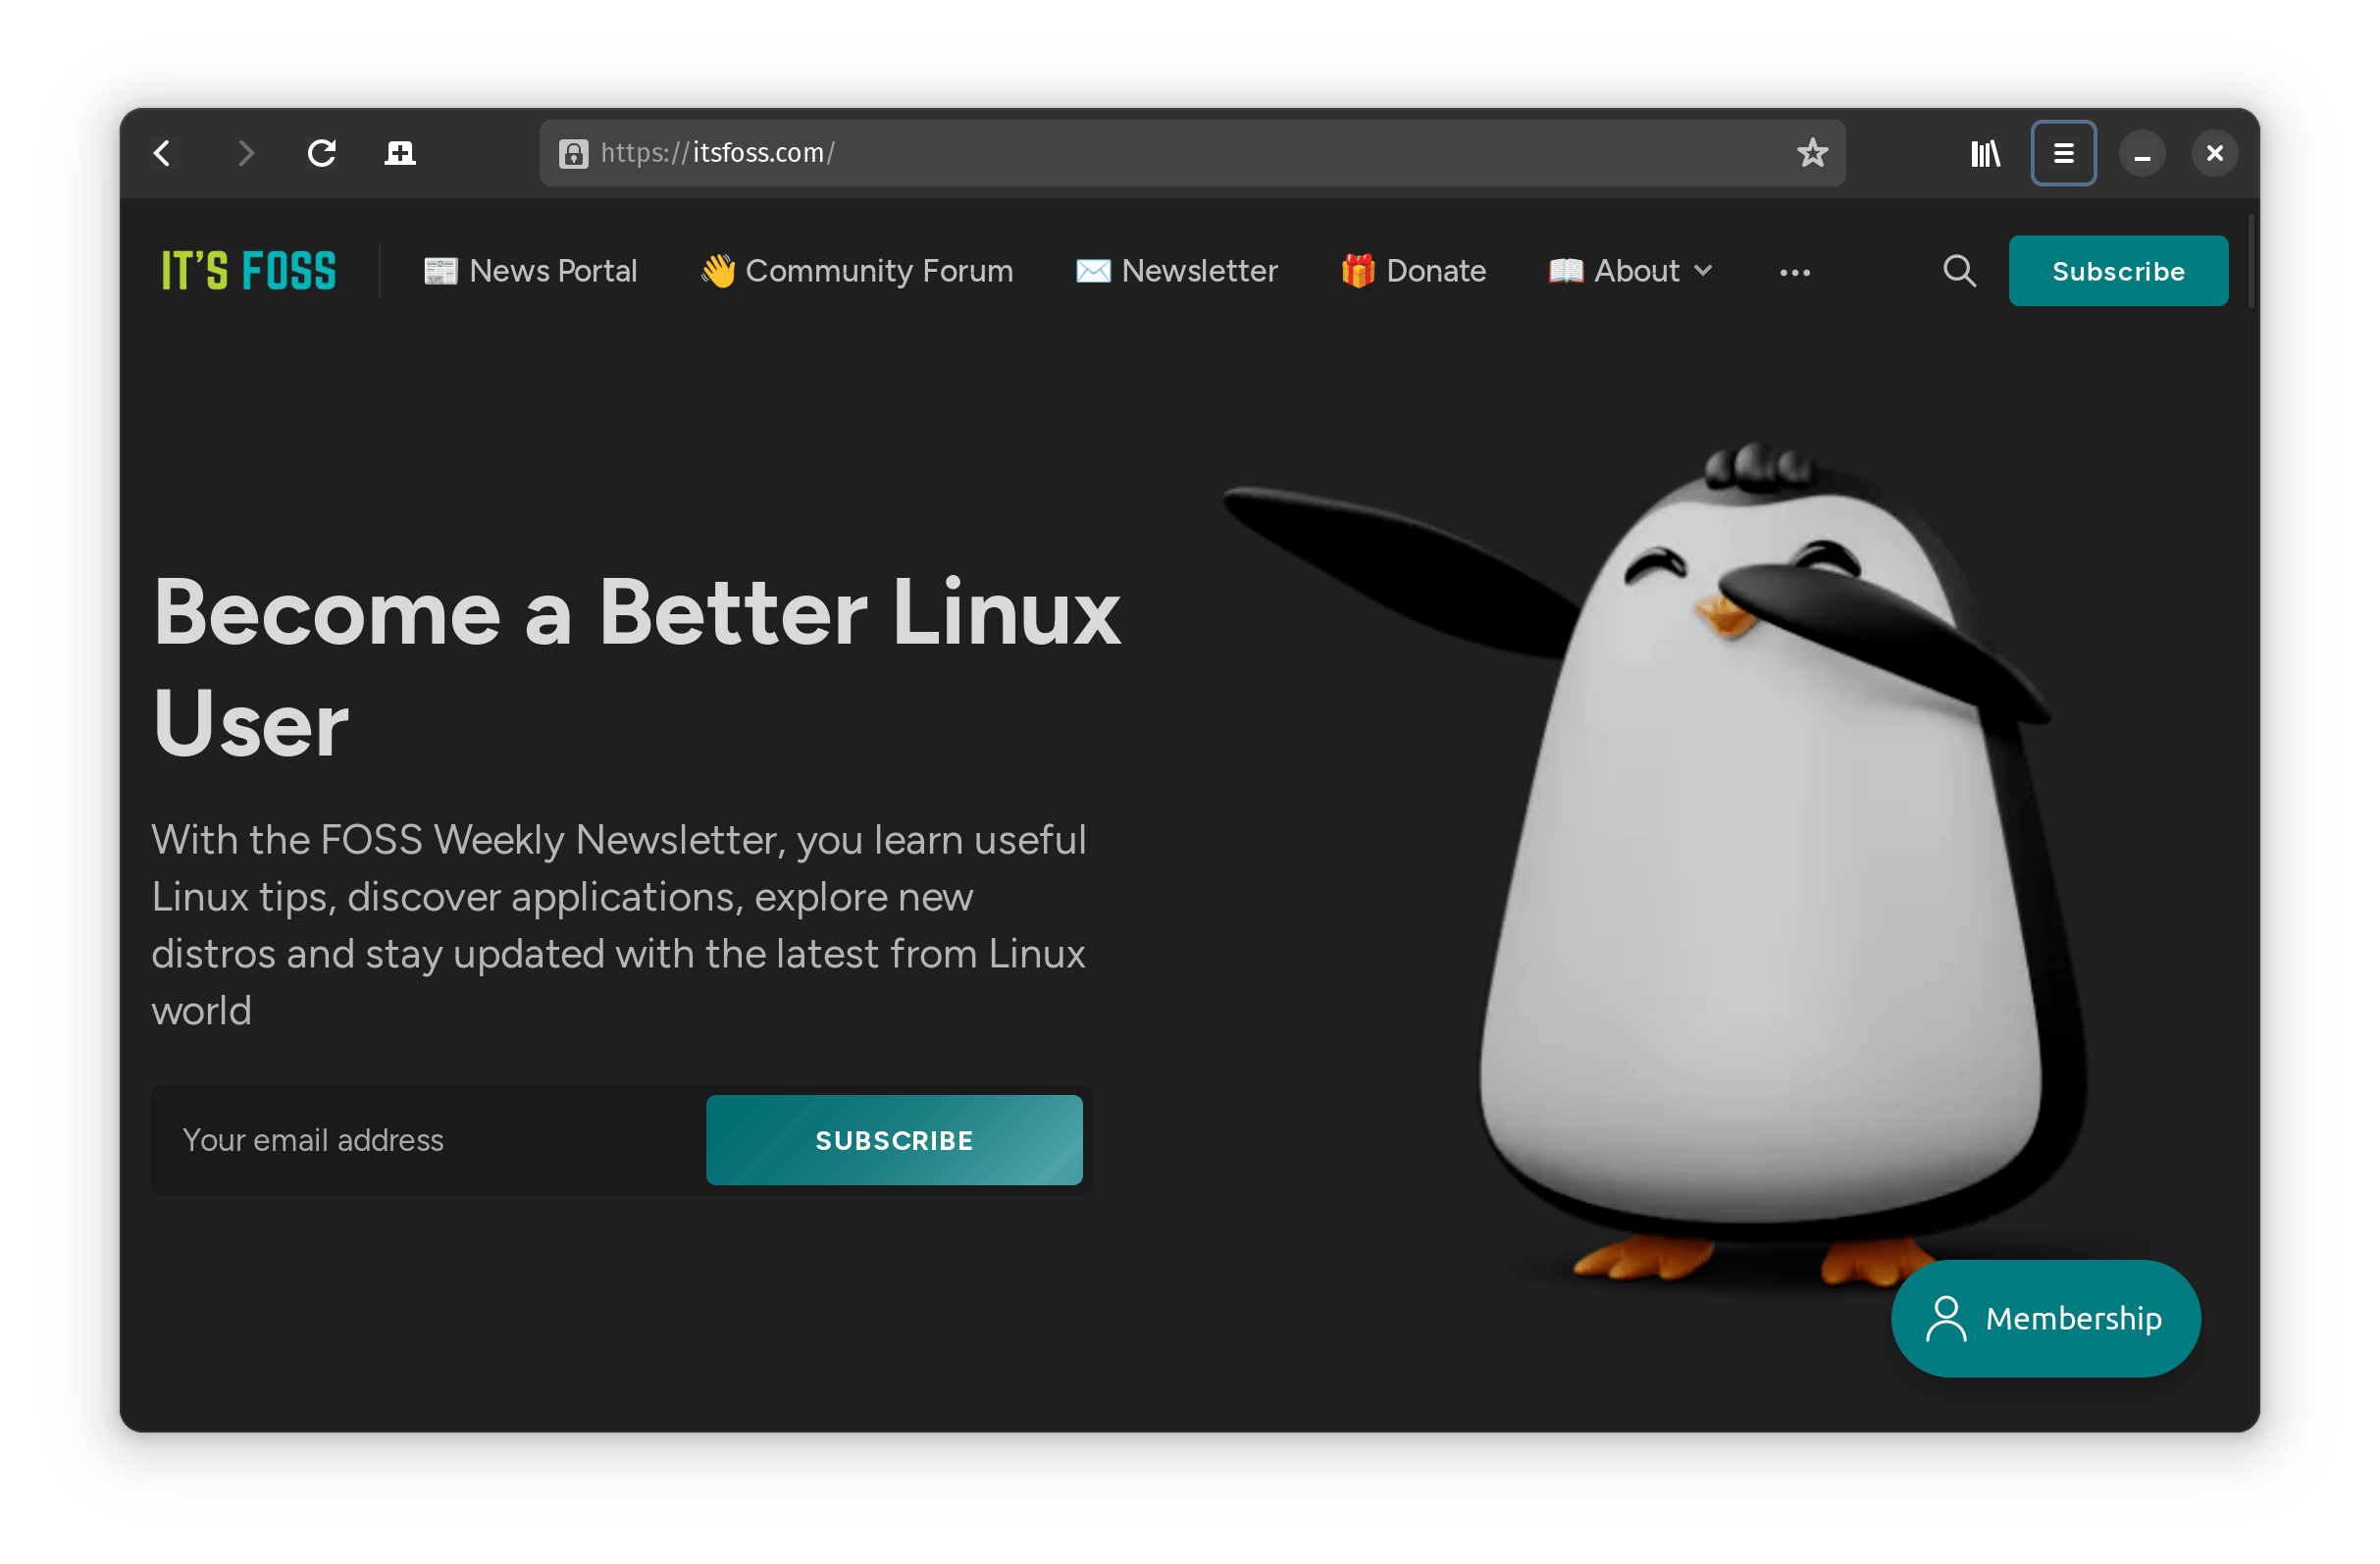 https://itsfoss.com/
IT'S FOSS
📰 News Portal
👋 Community Forum
✉️ Newsletter
🎁 Donate
📖 About
Subscribe
Become a Better Linux
User
With the FOSS Weekly Newsletter, you learn useful
Linux tips, discover applications, explore new
distros and stay updated with the latest from Linux
world
Your email address
SUBSCRIBE
Membership